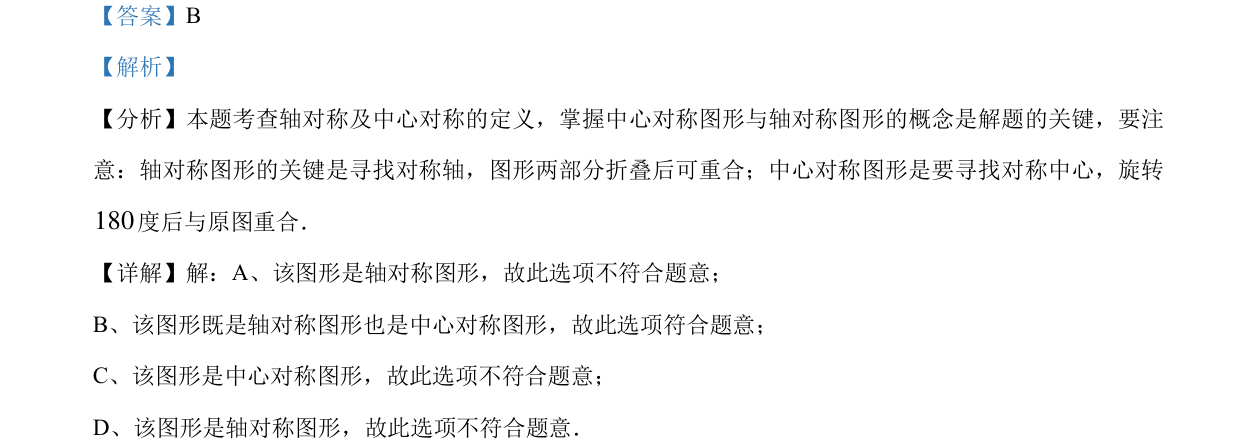 【答案】B
【解析】
【分析】本题考查轴对称及中心对称的定义，掌握中心对称图形与轴对称图形的概念是解题的关键，要注
意：轴对称图形的关键是寻找对称轴，图形两部分折叠后可重合；中心对称图形是要寻找对称中心，旋转
180度后与原图重合．
【详解】解：A、该图形是轴对称图形，故此选项不符合题意；
B、该图形既是轴对称图形也是中心对称图形，故此选项符合题意；
C、该图形是中心对称图形，故此选项不符合题意；
D、该图形是轴对称图形，故此选项不符合题意．